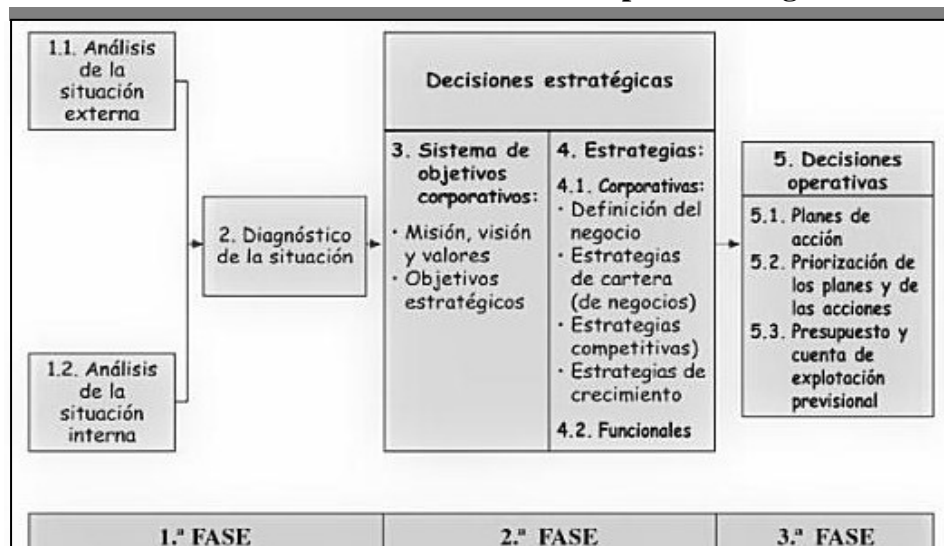 1.1. Análisis
de la
situación
externa
1.2. Análisis
de la
situación
interna
2. Diagnóstico
de la situación
Decisiones estratégicas
3. Sistema de
objetivos
corporativos:
· Misión, visión
y valores
· Objetivos
estratégicos
4. Estrategias:
4.1. Corporativas:
· Definición del
negocio
· Estrategias
de cartera
(de negocios)
· Estrategias
competitivas)
· Estrategias de
crecimiento
4.2. Funcionales
5. Decisiones
operativas
5.1. Planes de
acción
5.2. Priorización de
los planes y de
las acciones
5.3. Presupuesto y
cuenta de
explotación
previsional
1.ª FASE
2.ª FASE
3.ª FASE